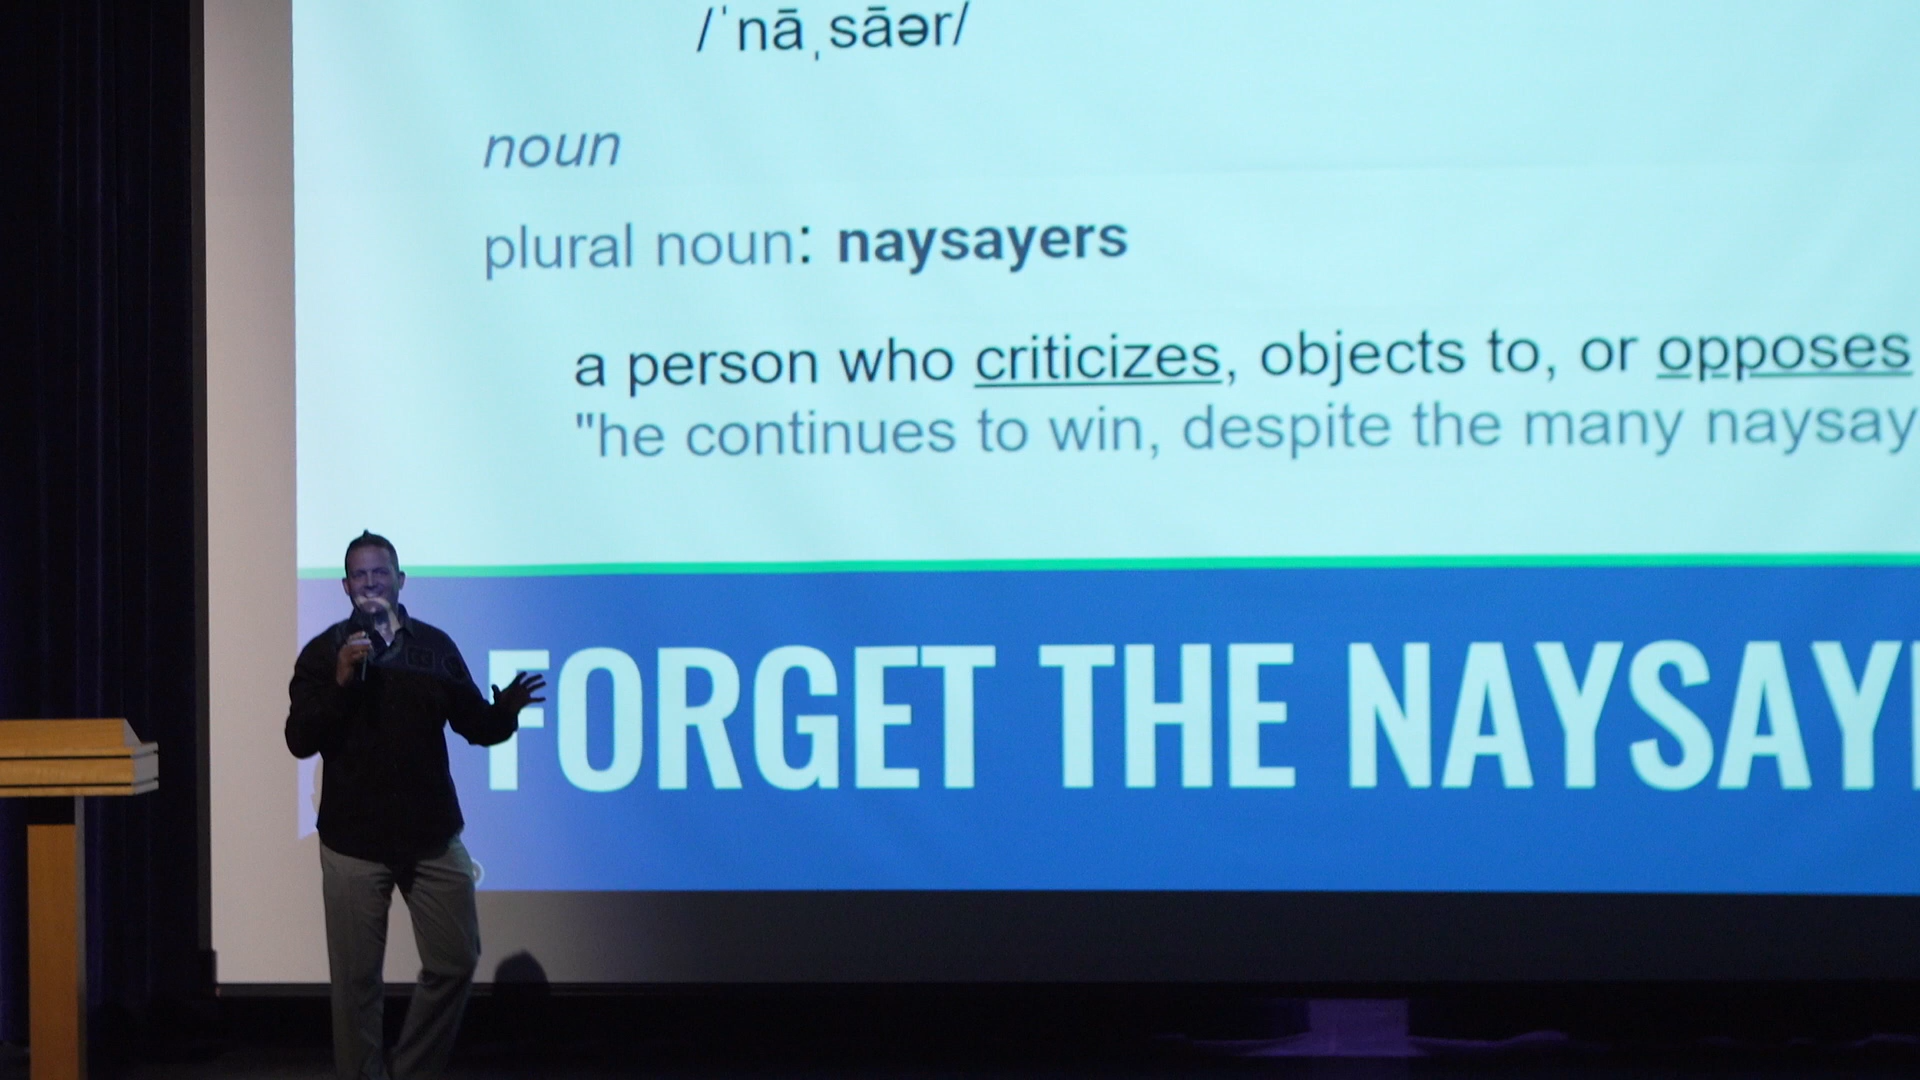 /ˈnāˌsāər/
noun
plural noun: naysayers
a person who criticizes, objects to, or opposes
"he continues to win, despite the many naysay
FORGET THE NAYSAY